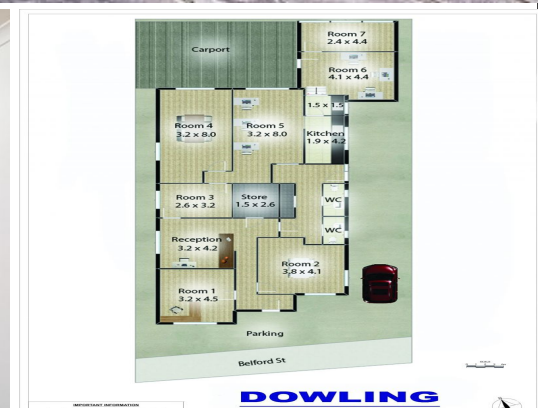 Room 7
2.4 x 4.4
Carport
Room 6
4.1 x 4.4
1.5 x 1.5
Room 4
3.2 x 8.0
Room 5
3.2 x 8.0
Kitchen
1.9 x 4.2
Room 3
2.6 x 3.2
Store
1.5 x 2.6
WC
WC
Reception
3.2 x 4.2
Room 2
3.8 x 4.1
Room 1
3.2 x 4.5
Parking
Belford St
DOWLING
IMPORTANT INFORMATION